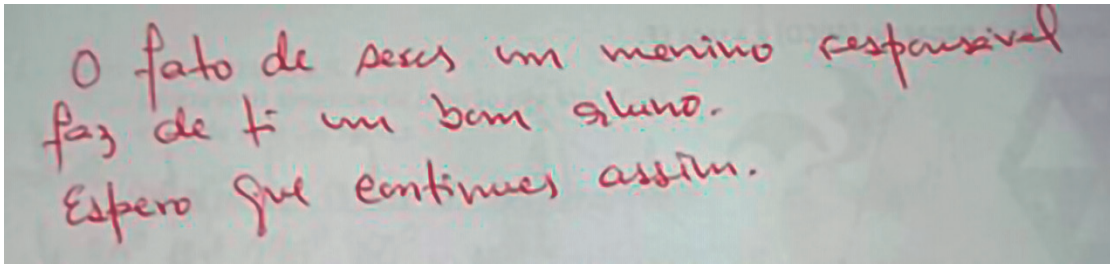 O fato de seres um menino responsável
faz de ti um bom aluno.
Espero que continues assim.